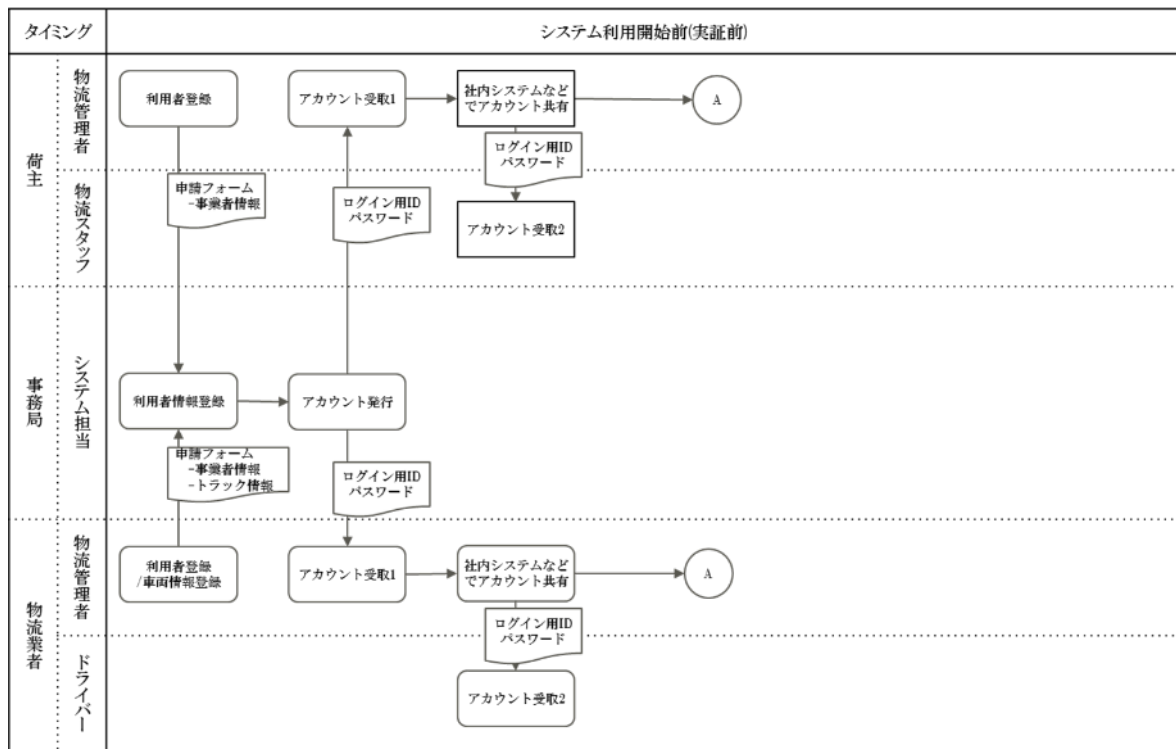 タイミング
システム利用開始前(実証前)
荷主
物流管理者
利用者登録
アカウント受取1
社内システムなど
でアカウント共有
A
ログイン用ID
パスワード
物流スタッフ
申請フォーム
-事業者情報
ログイン用ID
パスワード
アカウント受取2
事務局
システム担当
利用者情報登録
アカウント発行
申請フォーム
-事業者情報
-トラック情報
ログイン用ID
パスワード
物流業者
物流管理者
利用者登録
/車両情報登録
アカウント受取1
社内システムなど
でアカウント共有
A
ログイン用ID
パスワード
ドライバー
アカウント受取2